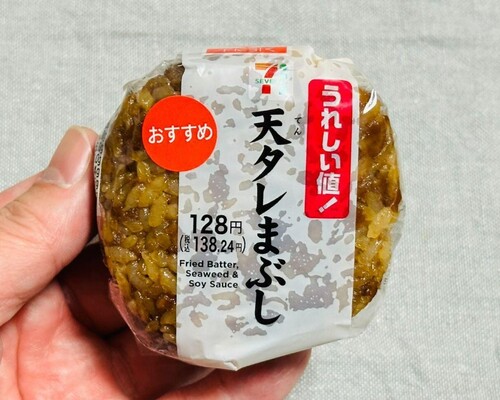 SEVEN
うれしい値!
おすすめ
天タレまぶし
てん
128円
(税込138.24円)
Fried Batter,
Seaweed &
Soy Sauce